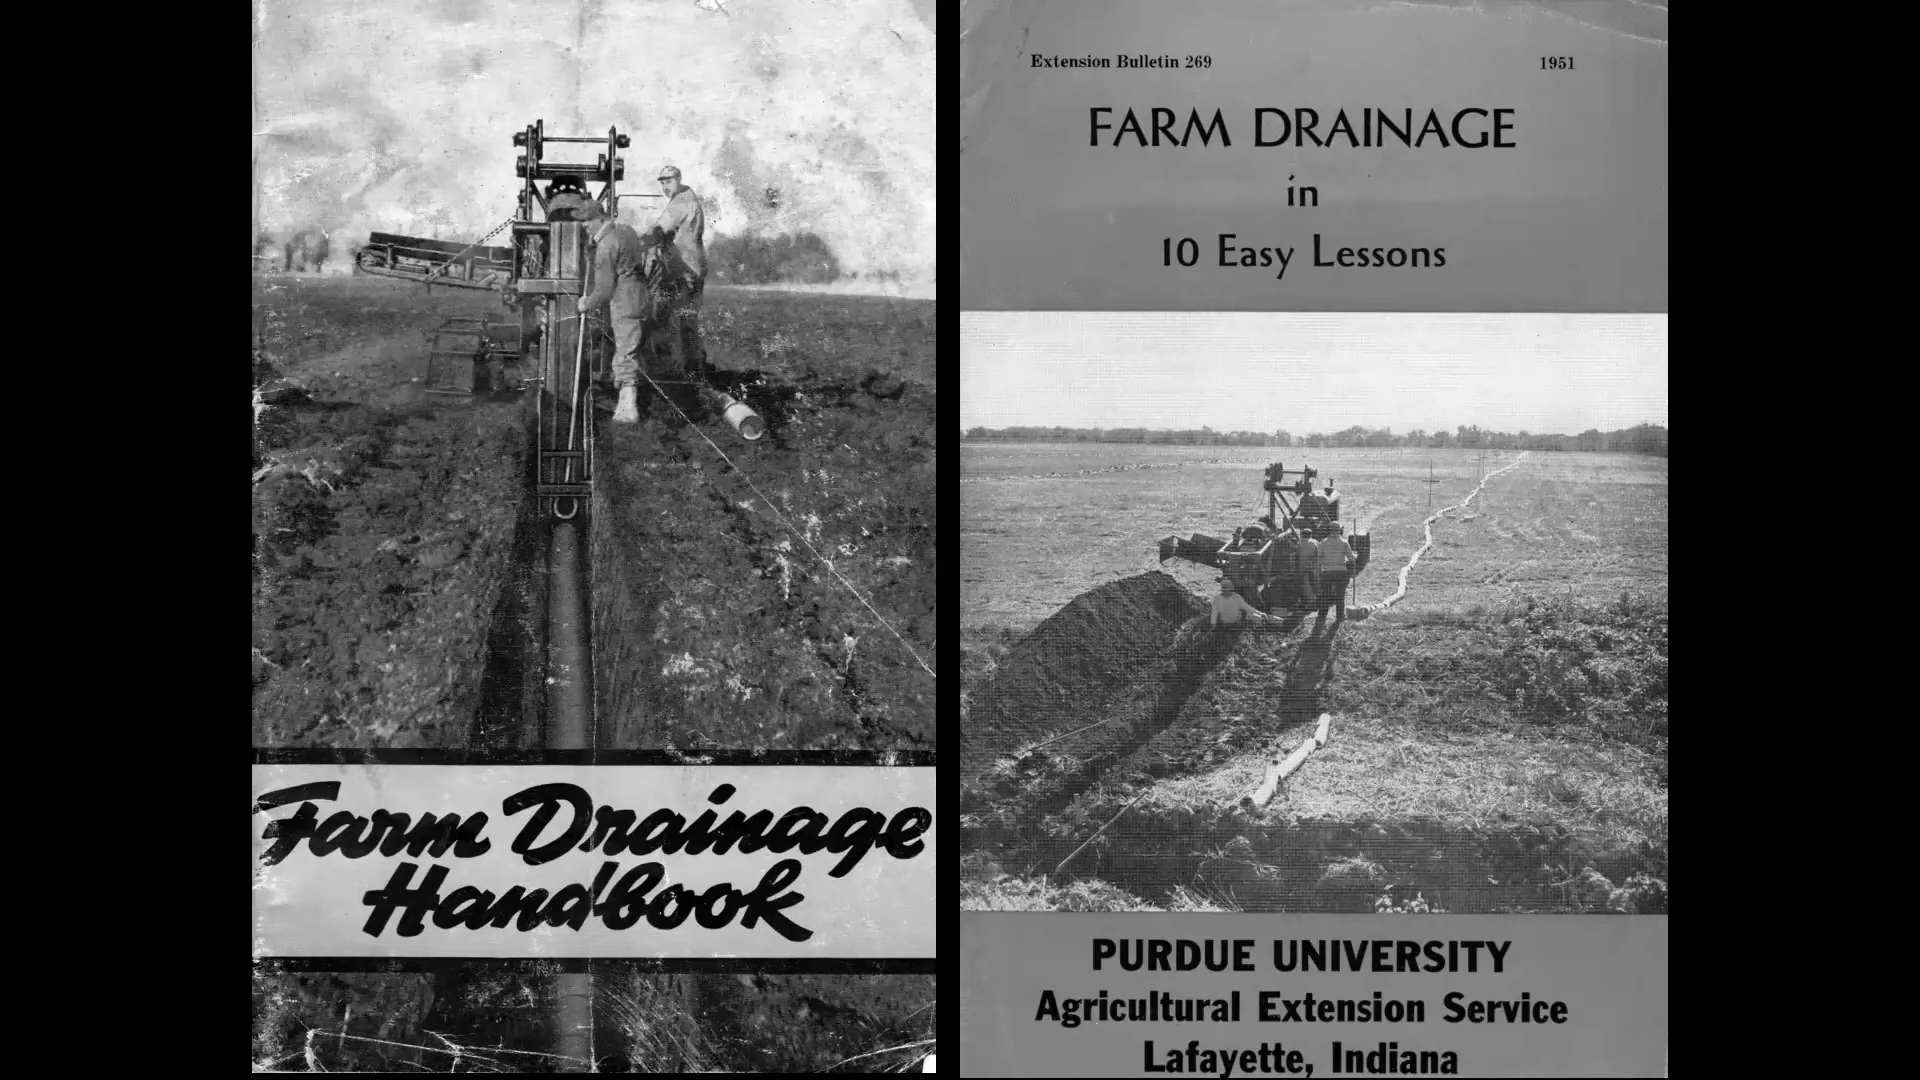 Farm Drainage
Handbook
Extension Bulletin 269
1951
FARM DRAINAGE
in
10 Easy Lessons
PURDUE UNIVERSITY
Agricultural Extension Service
Lafayette, Indiana